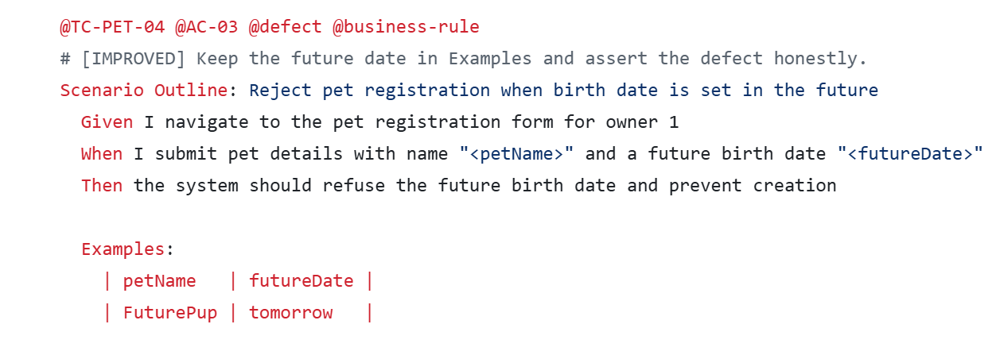 @TC-PET-04 @AC-03 @defect @business-rule
# [IMPROVED] Keep the future date in Examples and assert the defect honestly.
Scenario Outline: Reject pet registration when birth date is set in the future
Given I navigate to the pet registration form for owner 1
When I submit pet details with name "<petName>" and a future birth date "<futureDate>"
Then the system should refuse the future birth date and prevent creation
Examples:
| petName   | futureDate |
| FuturePup | tomorrow   |